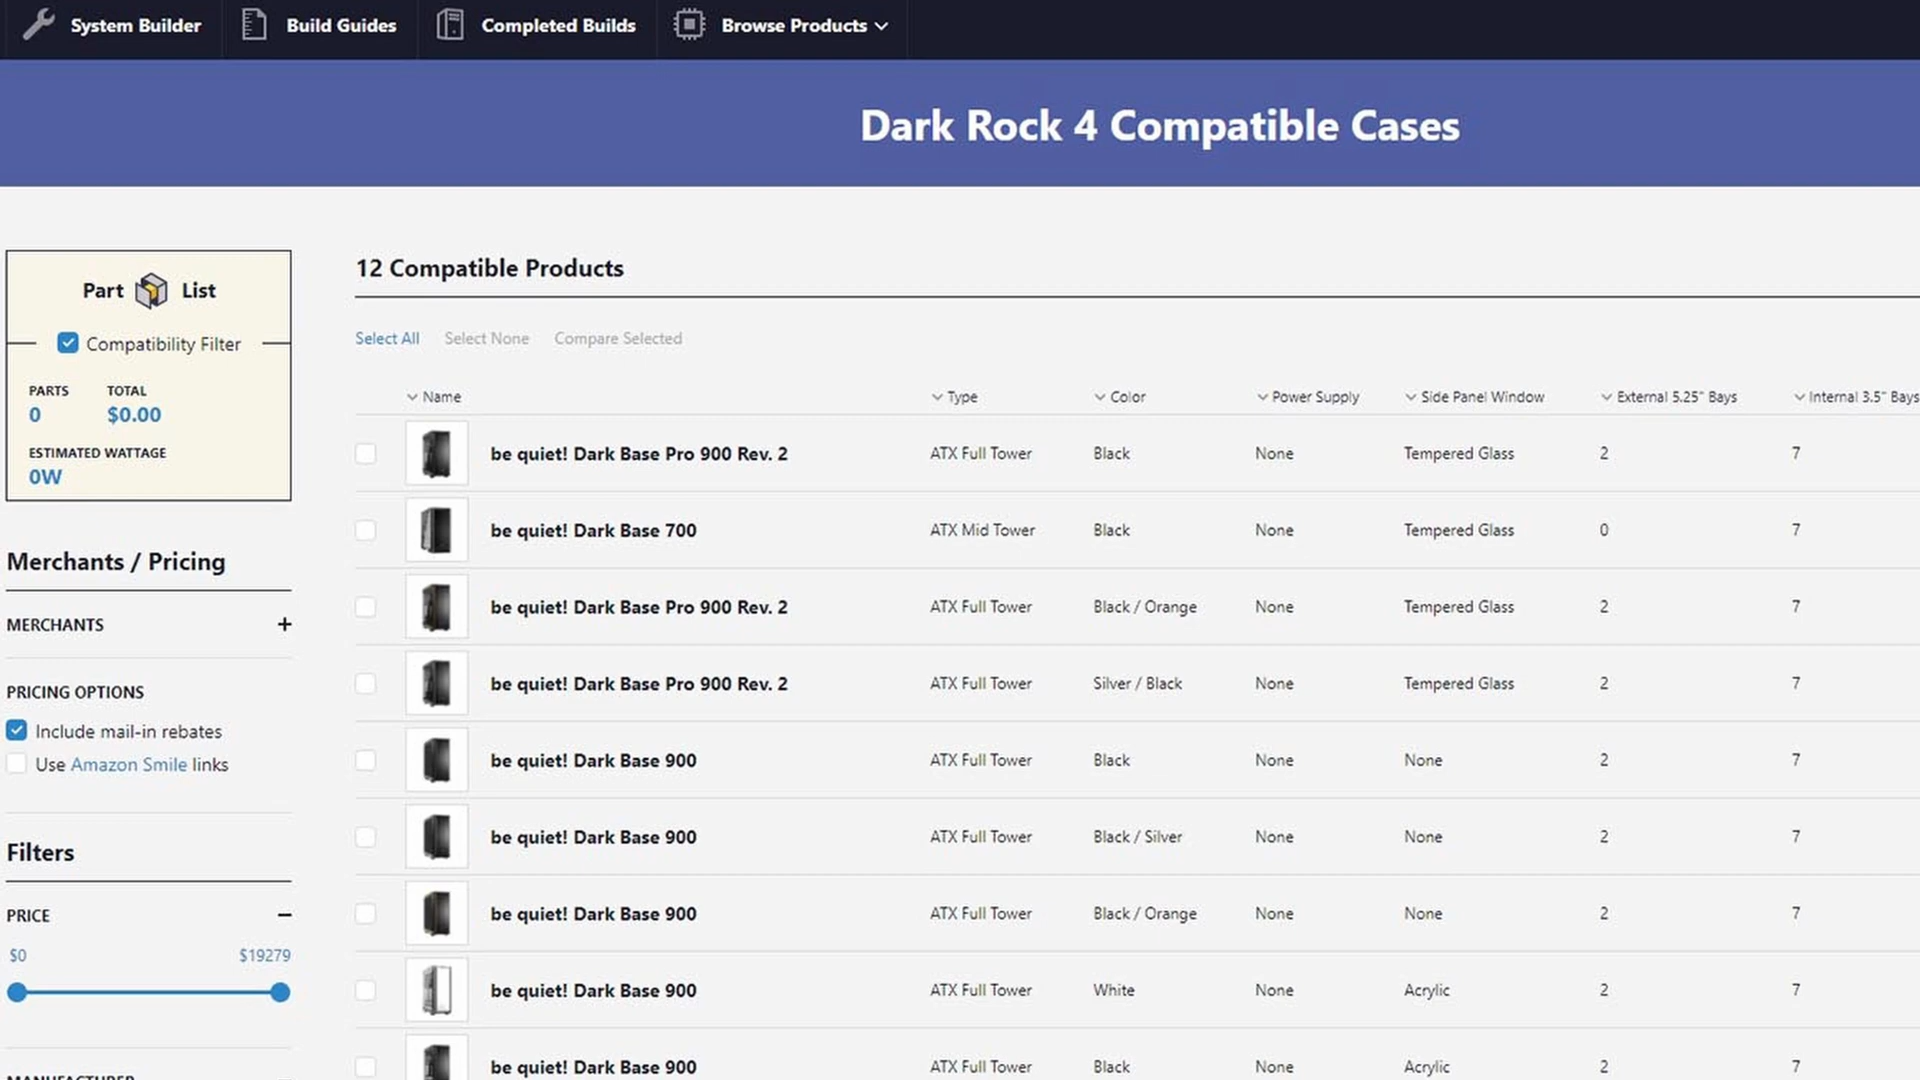 System Builder Build Guides Completed Builds Browse Products
Dark Rock 4 Compatible Cases
Part List
Compatibility Filter
PARTS TOTAL
0 $0.00
ESTIMATED WATTAGE
0W
Merchants / Pricing
MERCHANTS +
PRICING OPTIONS
Include mail-in rebates
Use Amazon Smile links
Filters
PRICE −
$0 $19279
MANUFACTURER
12 Compatible Products
Select All Select None Compare Selected
Name Type Color Power Supply Side Panel Window External 5.25" Bays Internal 3.5" Bays
be quiet! Dark Base Pro 900 Rev. 2 ATX Full Tower Black None Tempered Glass 2 7
be quiet! Dark Base 700 ATX Mid Tower Black None Tempered Glass 0 7
be quiet! Dark Base Pro 900 Rev. 2 ATX Full Tower Black / Orange None Tempered Glass 2 7
be quiet! Dark Base Pro 900 Rev. 2 ATX Full Tower Silver / Black None Tempered Glass 2 7
be quiet! Dark Base 900 ATX Full Tower Black None None 2 7
be quiet! Dark Base 900 ATX Full Tower Black / Silver None None 2 7
be quiet! Dark Base 900 ATX Full Tower Black / Orange None None 2 7
be quiet! Dark Base 900 ATX Full Tower White None Acrylic 2 7
be quiet! Dark Base 900 ATX Full Tower Black None Acrylic 2 7